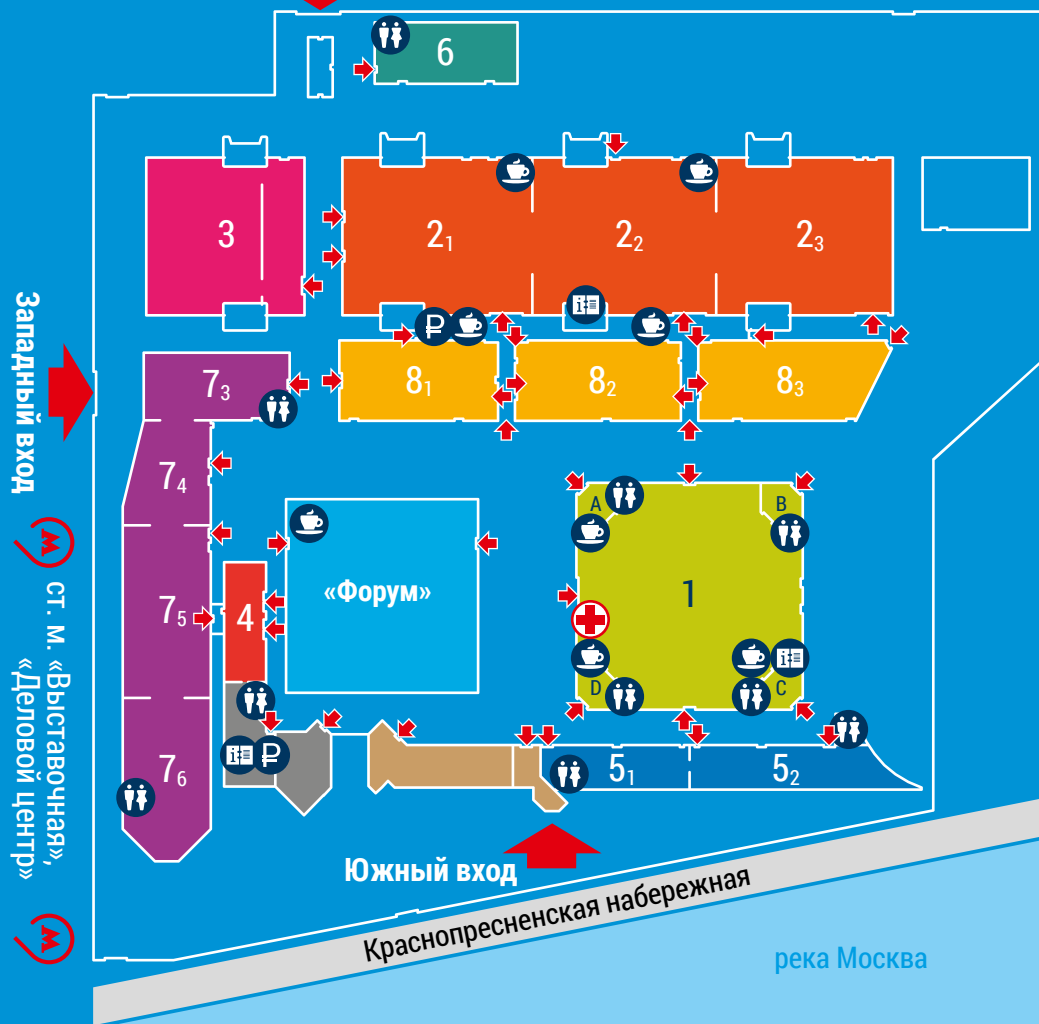 6
3
2₁
2₂
2₃
₽
8₁
8₂
8₃
7₃
Западный вход
7₄
A
B
«Форум»
1
7₅
4
М
ст. м. «Выставочная»,
«Деловой центр»
М
D
C
i
i
₽
7₆
5₁
5₂
i
Южный вход
Краснопресненская набережная
река Москва